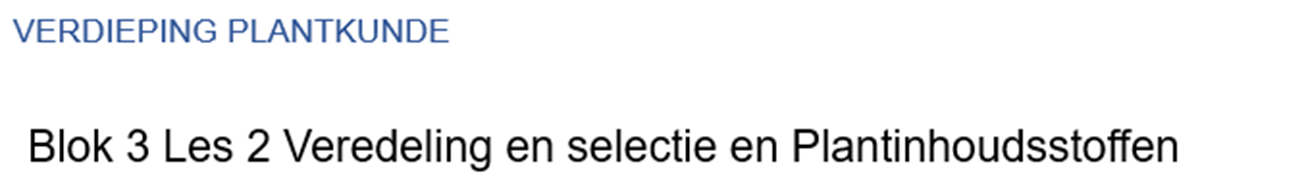 VERDIEPING PLANTKUNDE
Blok 3 Les 2 Veredeling en selectie en Plantinhoudsstoffen